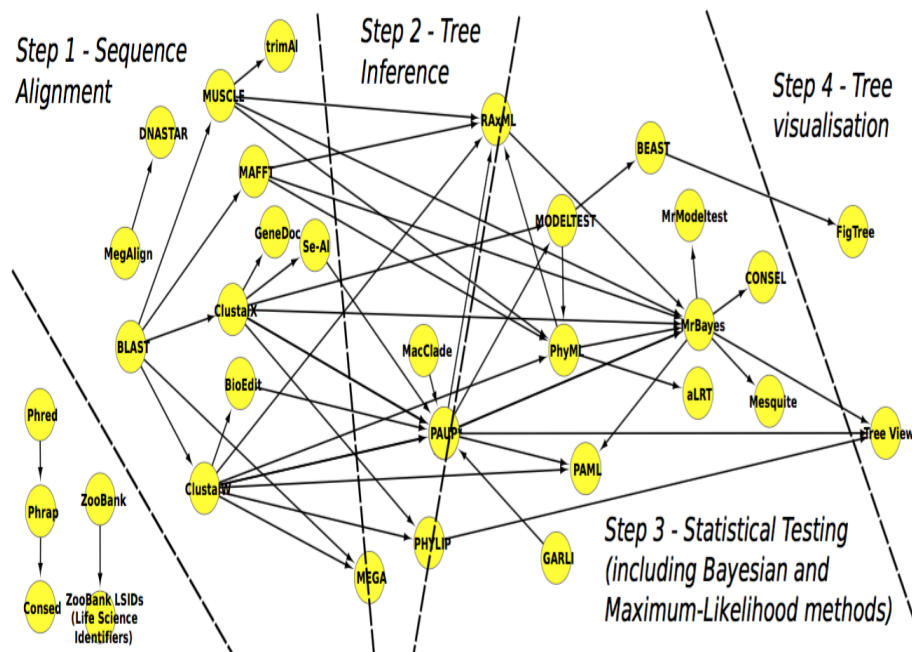 Step 1 - Sequence
Alignment
Step 2 - Tree
Inference
Step 4 - Tree
visualisation
trimAl
MUSCLE
DNASTAR
RAxML
BEAST
MAFFT
MrModeltest
MODELTEST
GeneDoc
Se-Al
FigTree
MegAlign
CONSEL
ClustalX
MrBayes
BLAST
MacClade
PhyML
BioEdit
aLRT
Mesquite
Phred
PAUP*
Tree View
PAML
ClustalW
ZooBank
Phrap
Step 3 - Statistical Testing
(including Bayesian and
Maximum-Likelihood methods)
PHYLIP
GARLI
MEGA
Consed
ZooBank LSIDs
(Life Science
Identifiers)